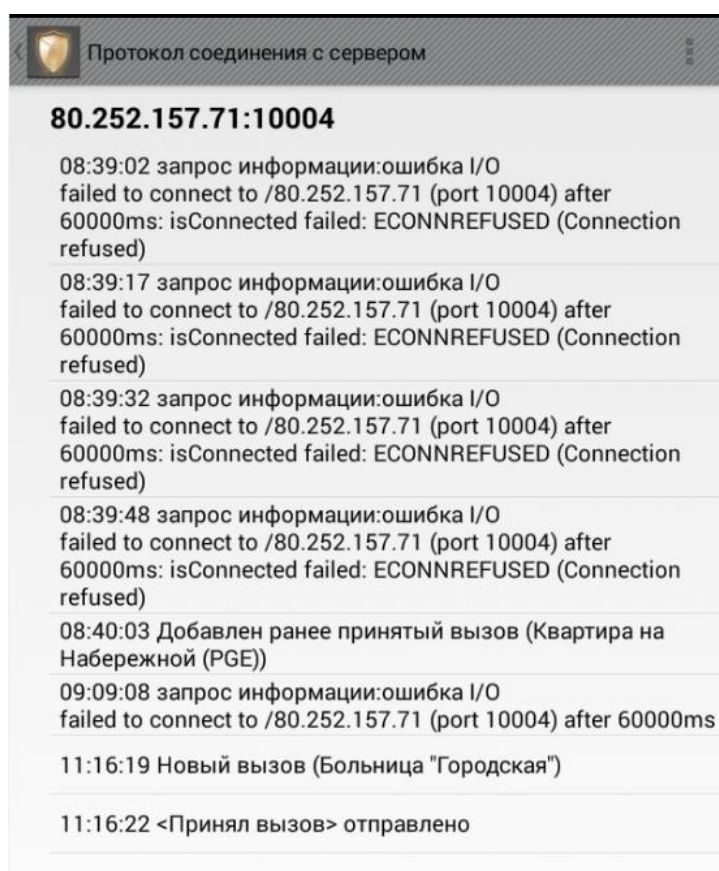 Протокол соединения с сервером
80.252.157.71:10004
08:39:02 запрос информации:ошибка I/O
failed to connect to /80.252.157.71 (port 10004) after
60000ms: isConnected failed: ECONNREFUSED (Connection
refused)
08:39:17 запрос информации:ошибка I/O
failed to connect to /80.252.157.71 (port 10004) after
60000ms: isConnected failed: ECONNREFUSED (Connection
refused)
08:39:32 запрос информации:ошибка I/O
failed to connect to /80.252.157.71 (port 10004) after
60000ms: isConnected failed: ECONNREFUSED (Connection
refused)
08:39:48 запрос информации:ошибка I/O
failed to connect to /80.252.157.71 (port 10004) after
60000ms: isConnected failed: ECONNREFUSED (Connection
refused)
08:40:03 Добавлен ранее принятый вызов (Квартира на
Набережной (PGE))
09:09:08 запрос информации:ошибка I/O
failed to connect to /80.252.157.71 (port 10004) after 60000ms
11:16:19 Новый вызов (Больница "Городская")
11:16:22 <Принял вызов> отправлено